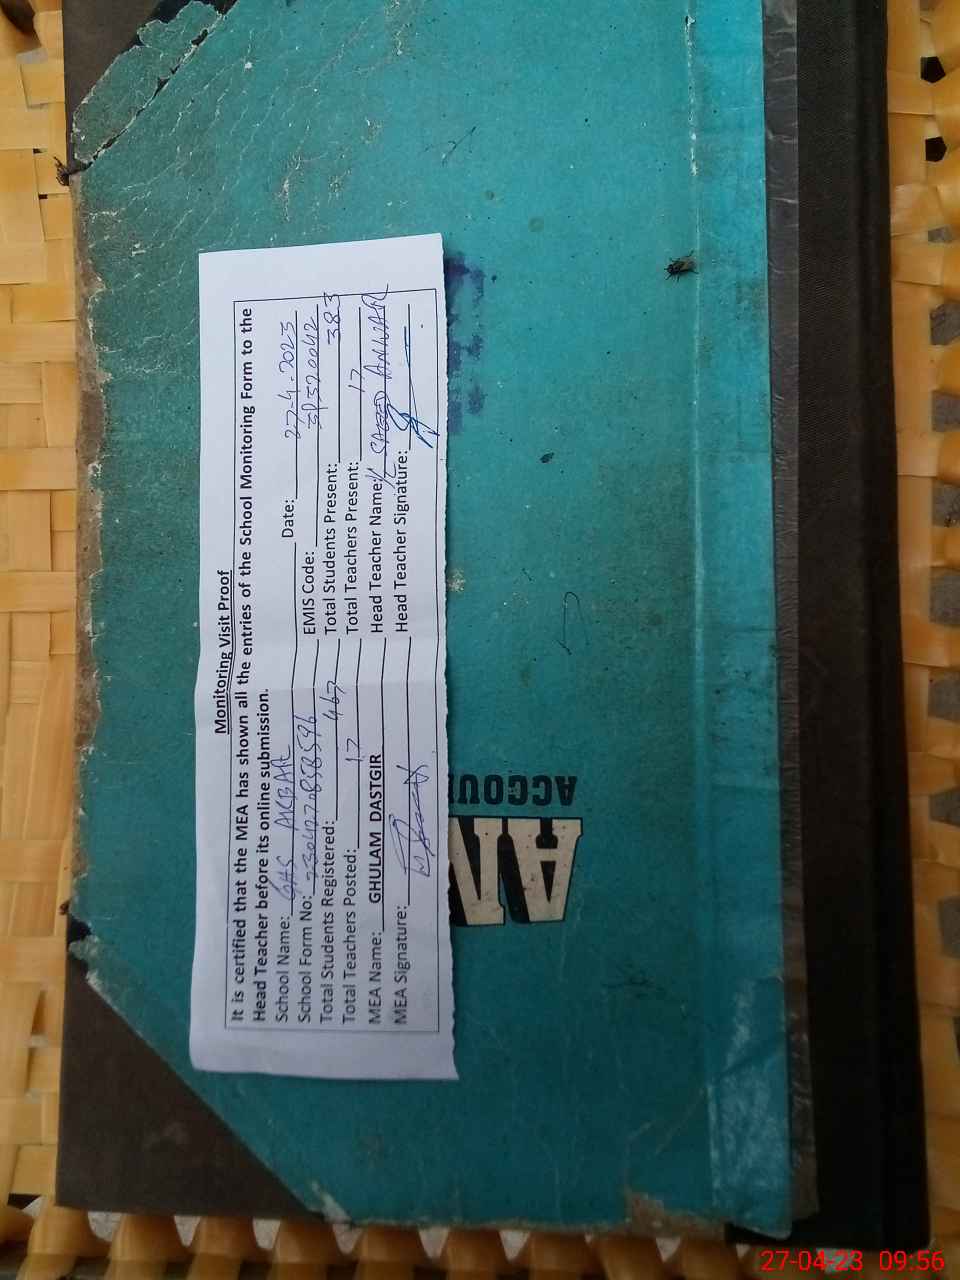 Monitoring Visit Proof
It is certified that the MEA has shown all the entries of the School Monitoring Form to the
Head Teacher before its online submission.
School Name: GHS AKBAR Date: 27-4-2023
School Form No: EMIS Code: 38320042
Total Students Registered: 467 Total Students Present: 383
Total Teachers Posted: 17 Total Teachers Present: 17
MEA Name: GHULAM DASTGIR Head Teacher Name: SAEED ANWAR
MEA Signature: Head Teacher Signature:
27-04-23 09:56